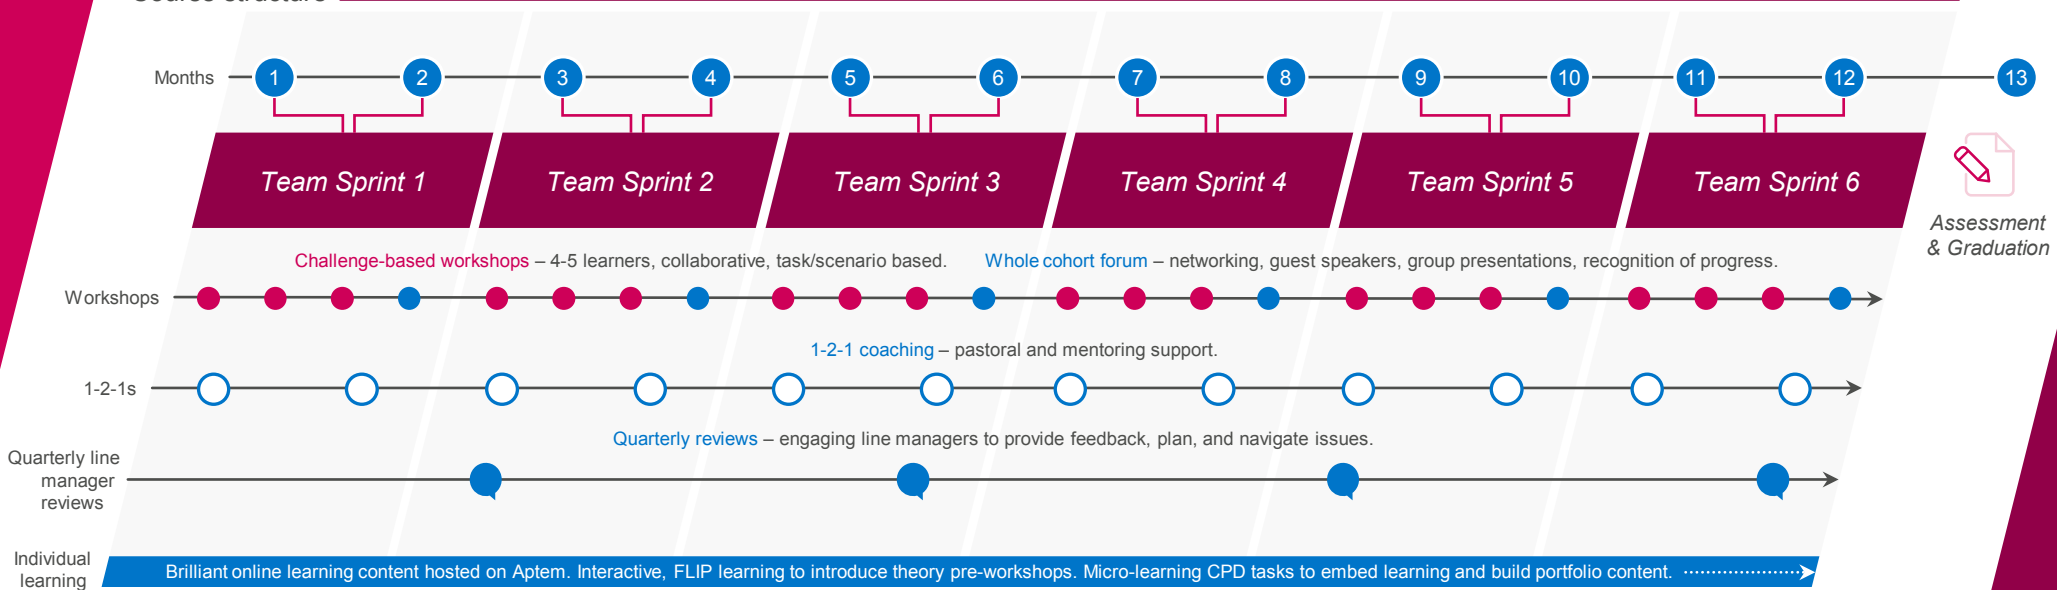 Course structure
Months 1 2 3 4 5 6 7 8 9 10 11 12 13
Team Sprint 1 Team Sprint 2 Team Sprint 3 Team Sprint 4 Team Sprint 5 Team Sprint 6
Assessment
& Graduation
Challenge-based workshops – 4-5 learners, collaborative, task/scenario based. Whole cohort forum – networking, guest speakers, group presentations, recognition of progress.
Workshops
1-2-1 coaching – pastoral and mentoring support.
1-2-1s
Quarterly reviews – engaging line managers to provide feedback, plan, and navigate issues.
Quarterly line
manager
reviews
Individual
learning
Brilliant online learning content hosted on Aptem. Interactive, FLIP learning to introduce theory pre-workshops. Micro-learning CPD tasks to embed learning and build portfolio content.